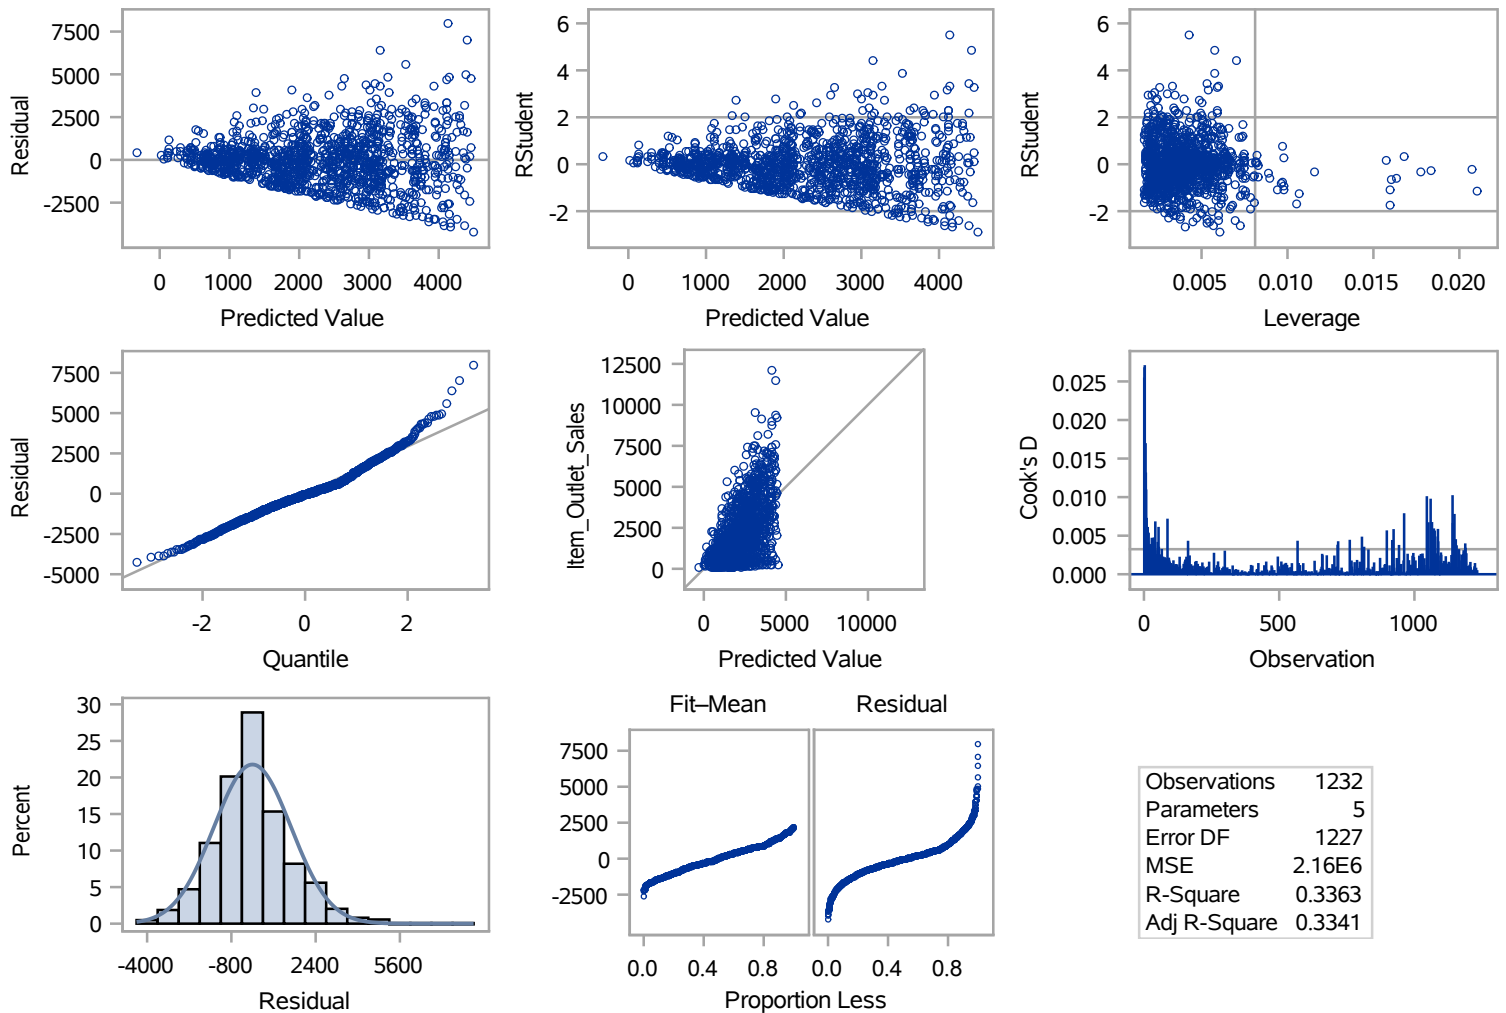 7500
5000
2500
0
-2500
Residual
0 1000 2000 3000 4000
Predicted Value
6
4
2
0
-2
RStudent
0 1000 2000 3000 4000
Predicted Value
6
4
2
0
-2
RStudent
0.005 0.010 0.015 0.020
Leverage
7500
5000
2500
0
-2500
-5000
Residual
-2 0 2
Quantile
12500
10000
7500
5000
2500
0
Item_Outlet_Sales
0 5000 10000
Predicted Value
0.025
0.020
0.015
0.010
0.005
0.000
Cook's D
0 500 1000
Observation
30
25
20
15
10
5
0
Percent
-4000 -800 2400 5600
Residual
Fit–Mean Residual
7500
5000
2500
0
-2500
0.0 0.4 0.8 0.0 0.4 0.8
Proportion Less
Observations 1232
Parameters 5
Error DF 1227
MSE 2.16E6
R-Square 0.3363
Adj R-Square 0.3341